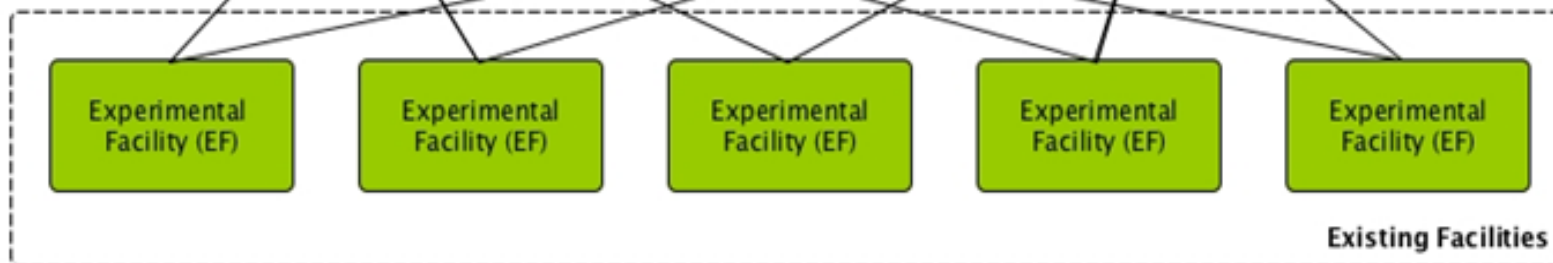 Experimental
Facility (EF)
Experimental
Facility (EF)
Experimental
Facility (EF)
Experimental
Facility (EF)
Experimental
Facility (EF)
Existing Facilities